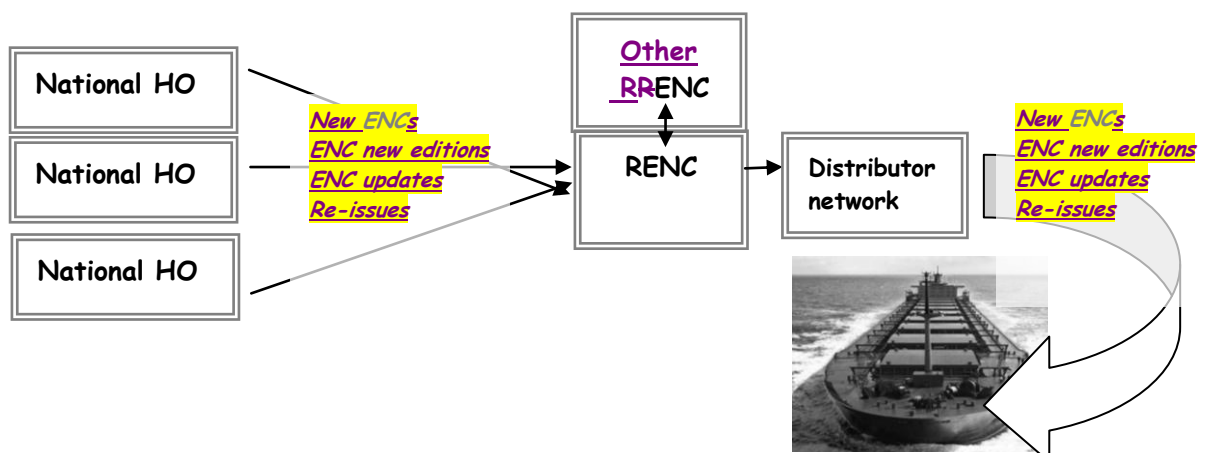 National HO
National HO
National HO
New ENCs
ENC new editions
ENC updates
Re-issues
Other
RRENC
RENC
Distributor
network
New ENCs
ENC new editions
ENC updates
Re-issues